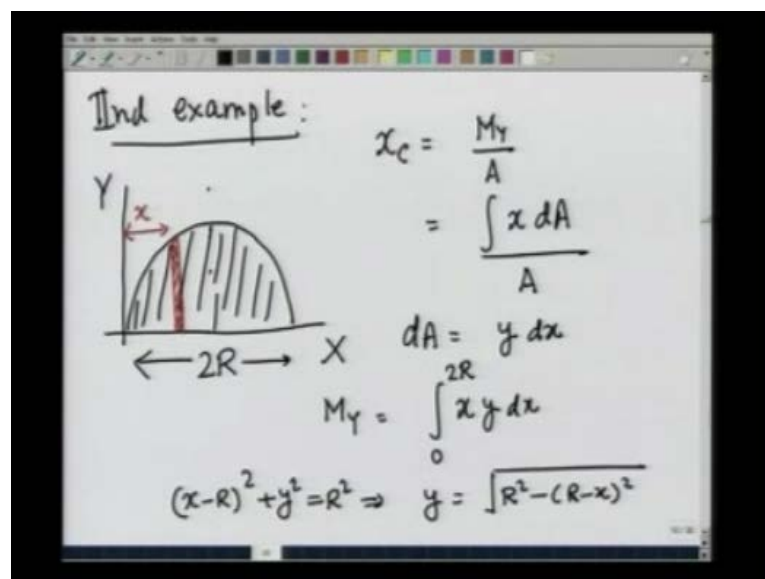 IInd example:
Y
x
2R
X
x_C = M_Y / A
= ∫ x dA / A
dA = y dx
M_Y = ∫_0^{2R} x y dx
(x-R)^2 + y^2 = R^2 ⇒ y = √(R^2-(R-x)^2)